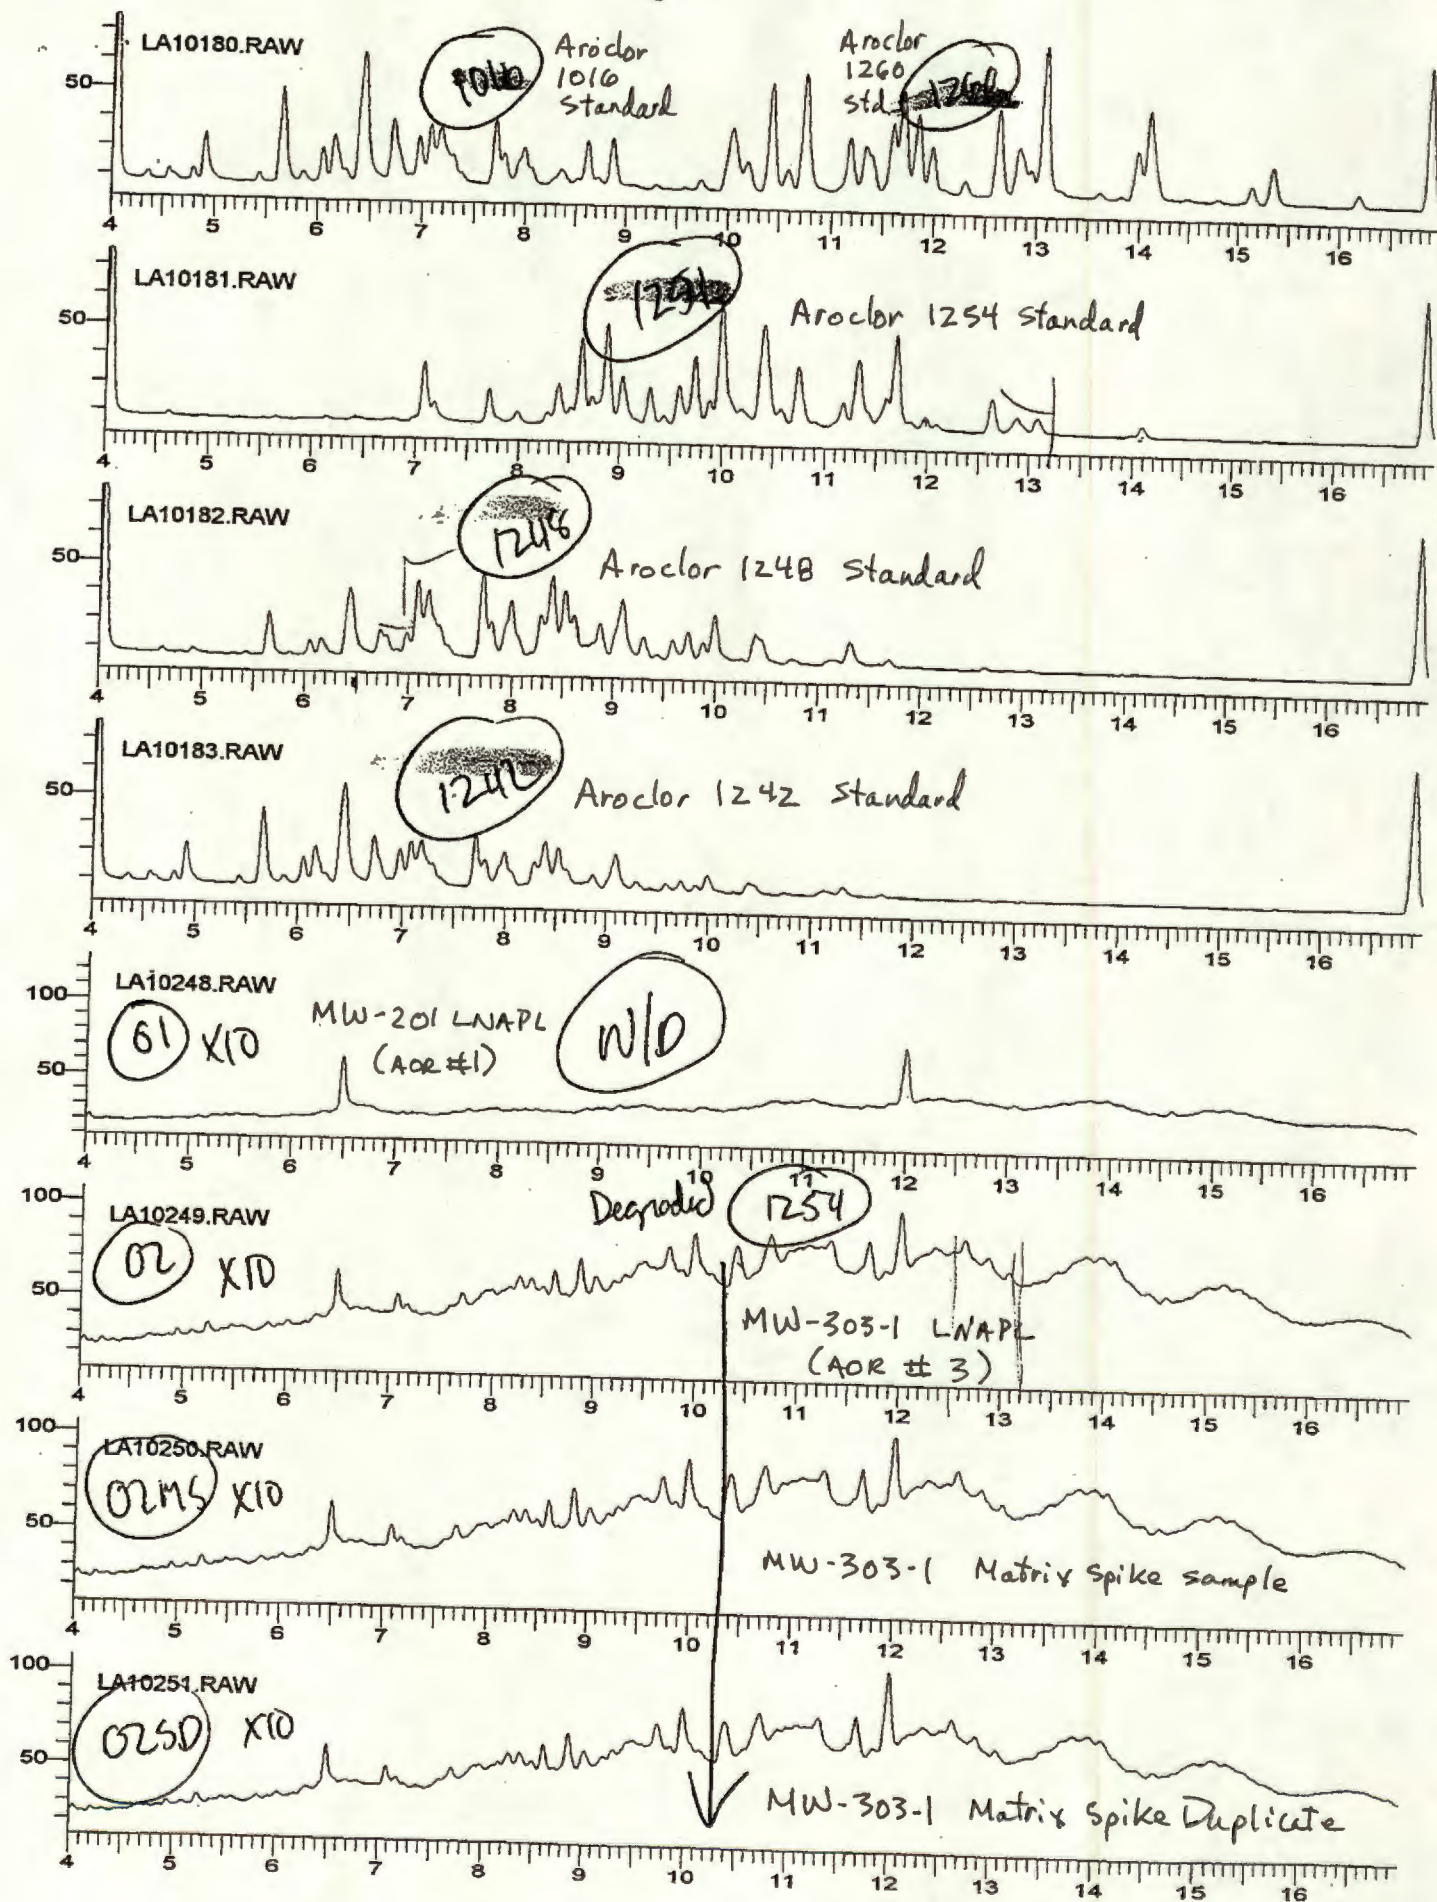 LA10180.RAW
1016
Aroclor
1016
Standard
Aroclor
1260
std
1260
50
4 5 6 7 8 9 10 11 12 13 14 15 16
LA10181.RAW
1254
Aroclor 1254 Standard
50
4 5 6 7 8 9 10 11 12 13 14 15 16
LA10182.RAW
1248
Aroclor 1248 Standard
50
4 5 6 7 8 9 10 11 12 13 14 15 16
LA10183.RAW
1242
Aroclor 1242 Standard
50
4 5 6 7 8 9 10 11 12 13 14 15 16
LA10248.RAW
100
01 X10
MW-201 LNAPL
(AOR #1)
N/D
50
4 5 6 7 8 9 10 11 12 13 14 15 16
100
LA10249.RAW
Degraded 1254
02 X10
50
MW-303-1 LNAPL
(AOR # 3)
4 5 6 7 8 9 10 11 12 13 14 15 16
100
LA10250.RAW
02MS X10
50
MW-303-1 Matrix Spike sample
4 5 6 7 8 9 10 11 12 13 14 15 16
100
LA10251.RAW
02SD X10
50
MW-303-1 Matrix Spike Duplicate
4 5 6 7 8 9 10 11 12 13 14 15 16